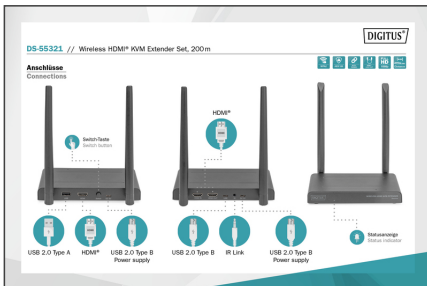 DIGITUS®
DS-55321 // Wireless HDMI® KVM Extender Set, 200m
Anschlüsse
Connections
HDMI®
Switch-Taste
Switch button
Statusanzeige
Status indicator
USB 2.0 Type A
HDMI®
USB 2.0 Type B
Power supply
USB 2.0 Type B
IR Link
USB 2.0 Type B
Power supply